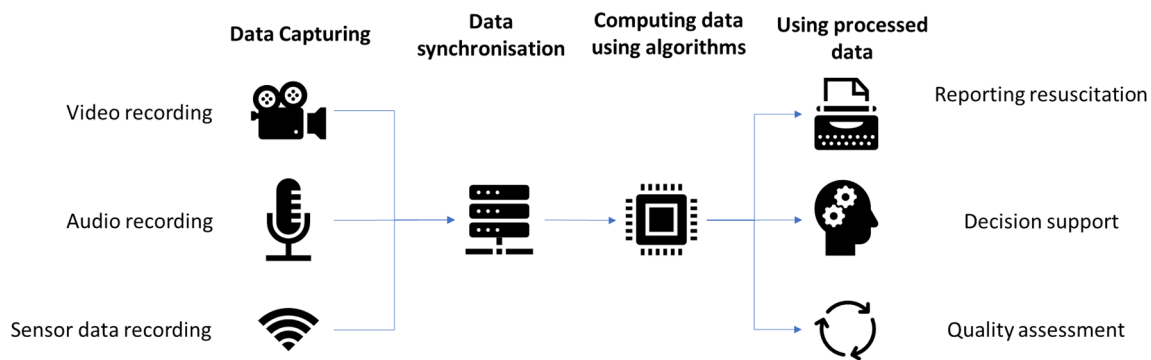 Data Capturing
Data
synchronisation
Computing data
using algorithms
Using processed
data
Video recording
Reporting resuscitation
Audio recording
Decision support
Sensor data recording
Quality assessment